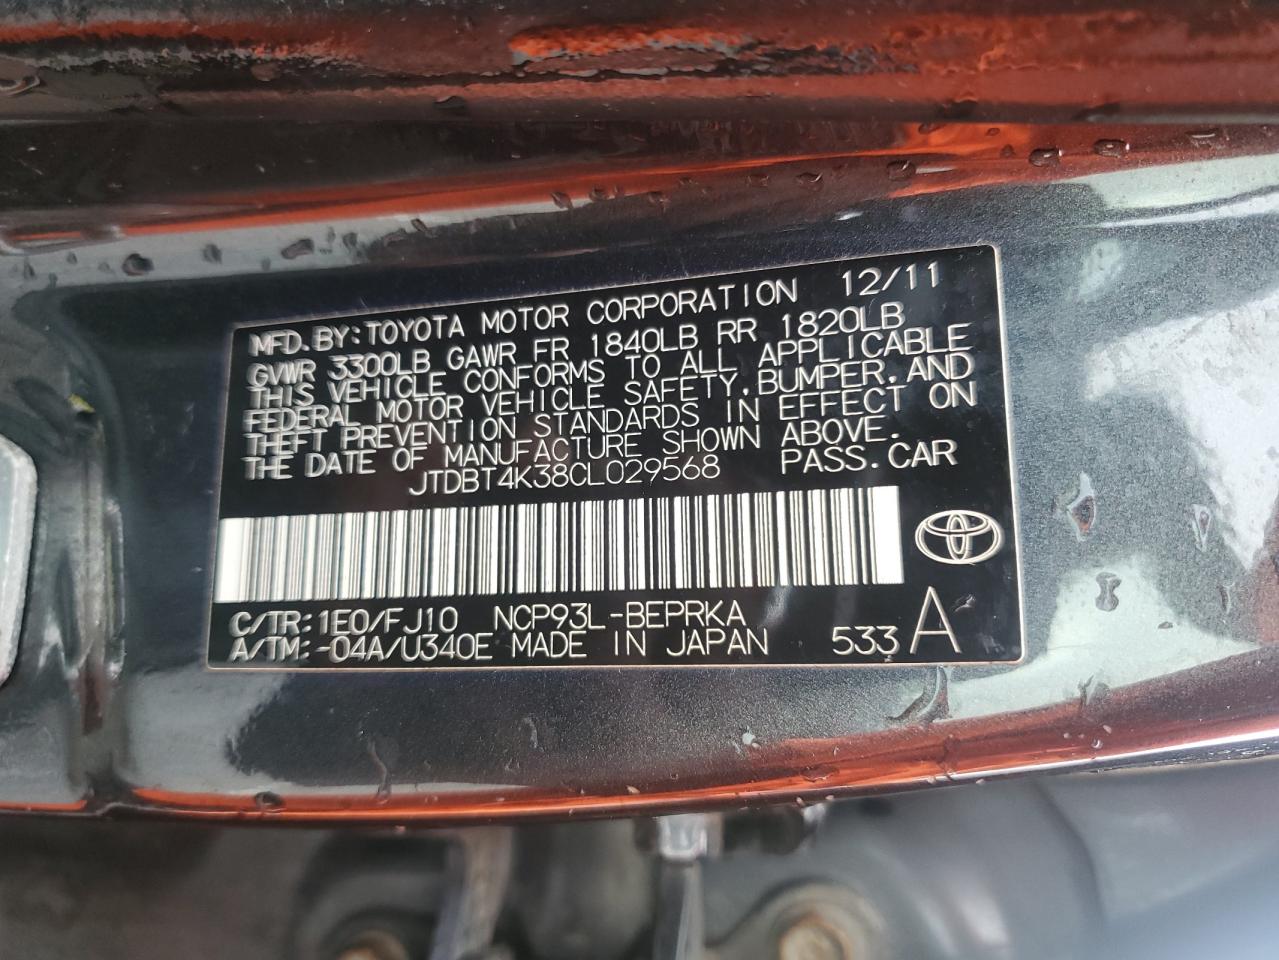 MFD.BY:TOYOTA MOTOR CORPORATION 12/11
GVWR 3300LB GAWR FR 1840LB RR 1820LB
THIS VEHICLE CONFORMS TO ALL APPLICABLE
FEDERAL MOTOR VEHICLE SAFETY,BUMPER,AND
THEFT PREVENTION STANDARDS IN EFFECT ON
THE DATE OF MANUFACTURE SHOWN ABOVE.
JTDBT4K38CL029568 PASS.CAR
C/TR:1E0/FJ10 NCP93L-BEPRKA
A/TM:-04A/U340E MADE IN JAPAN 533 A